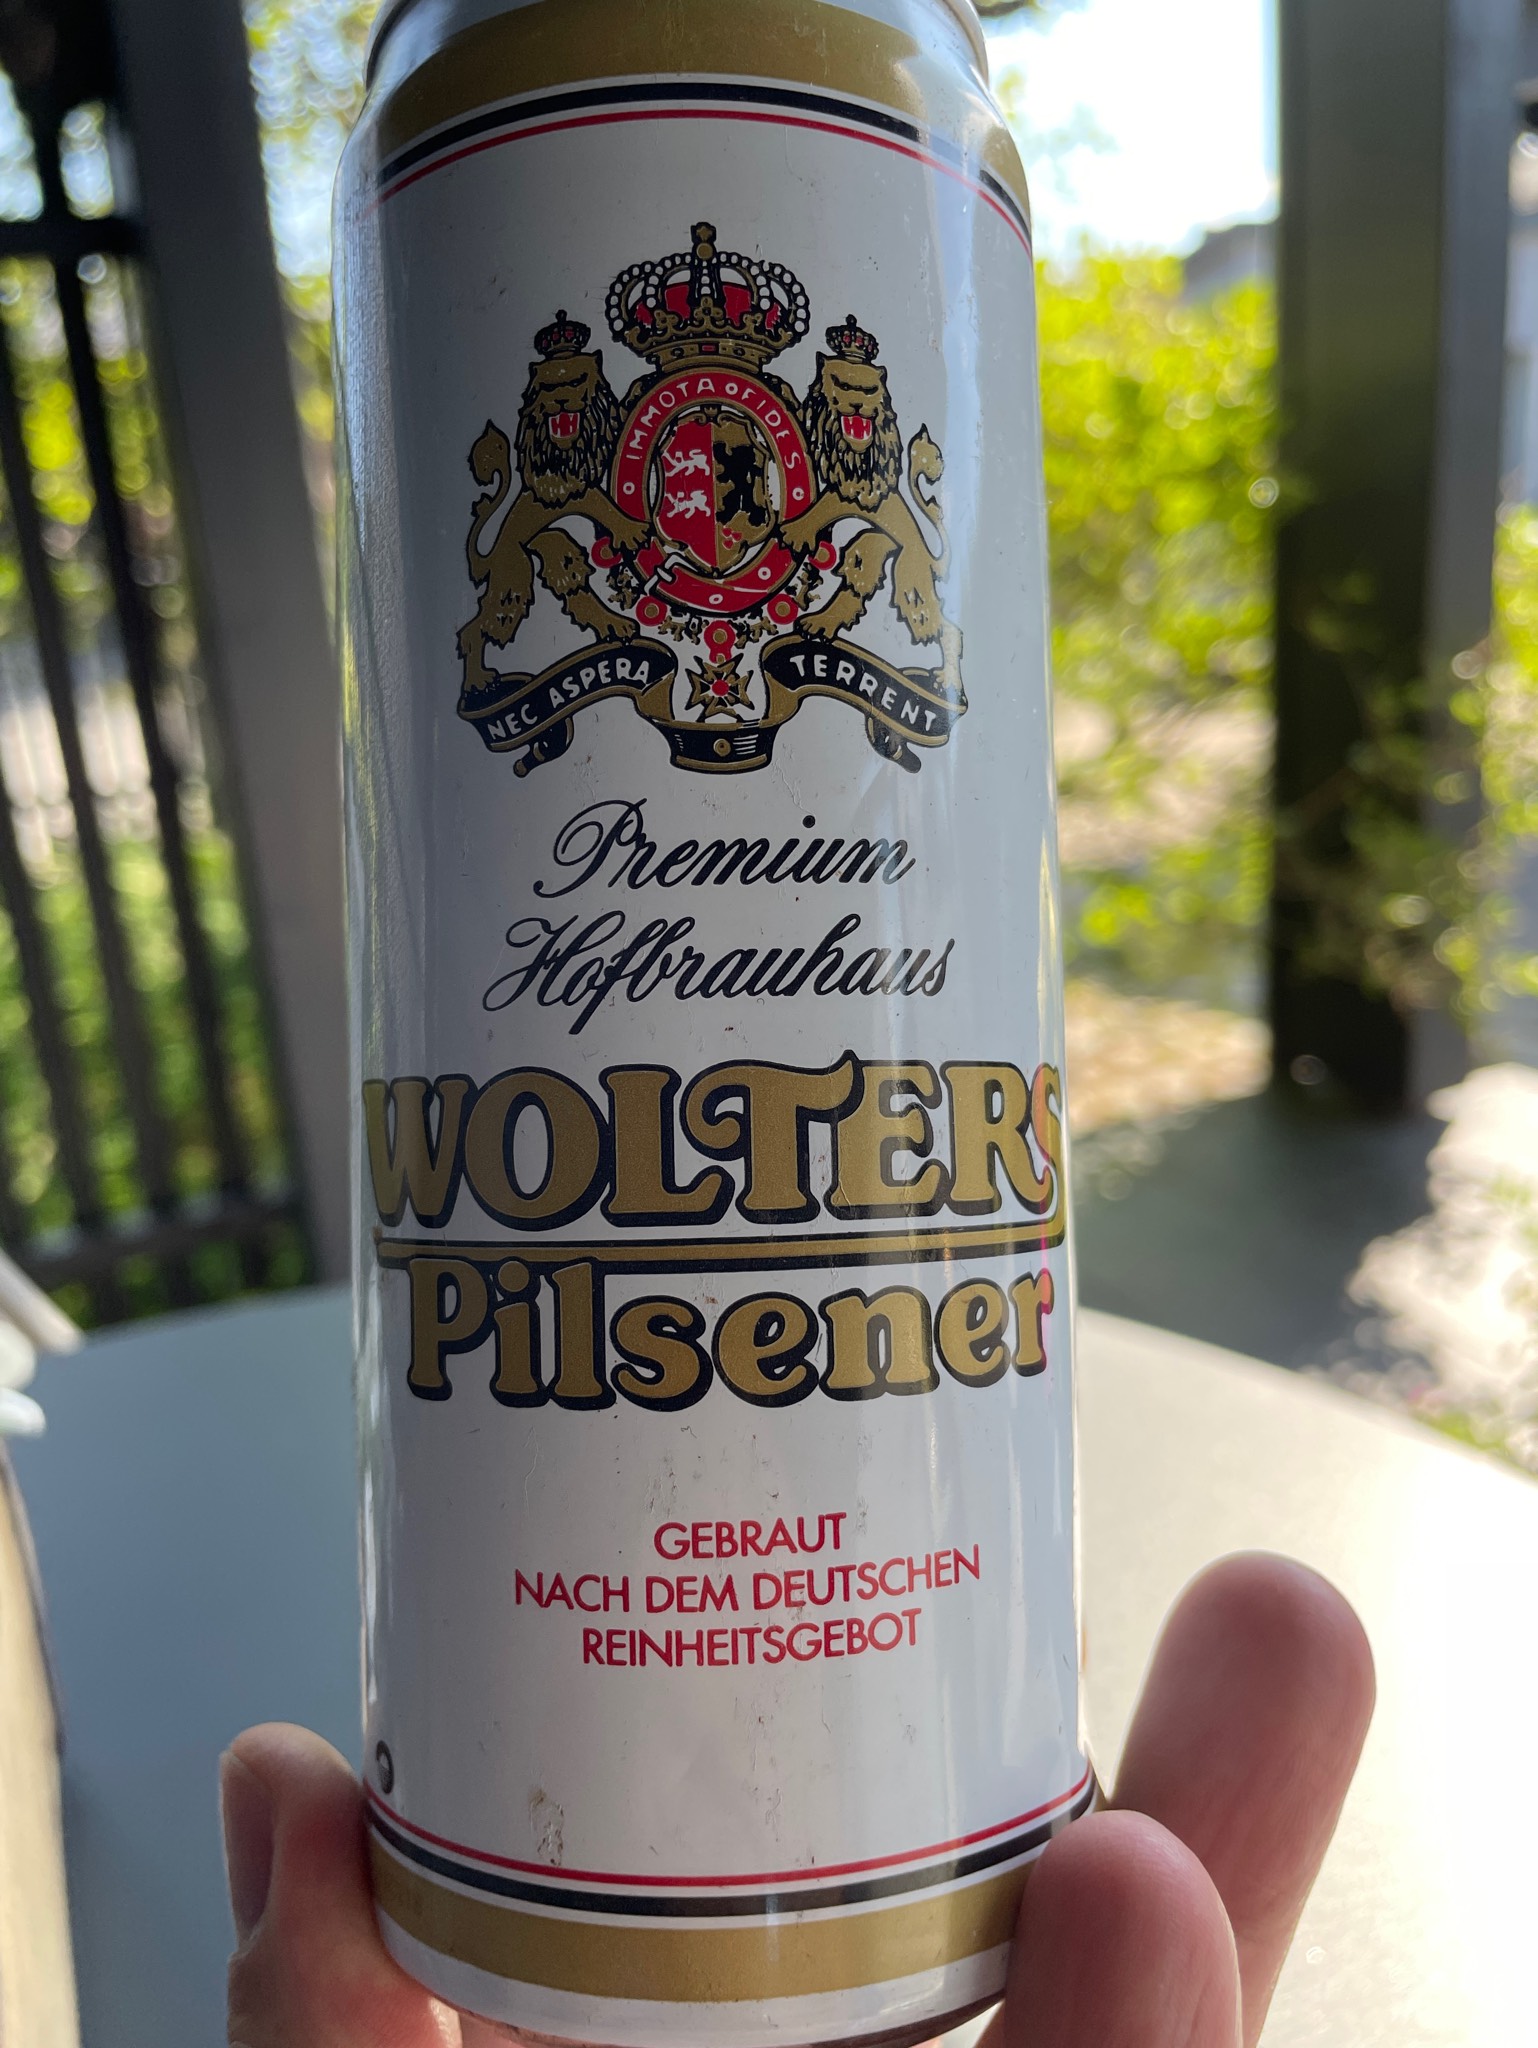 IMMOTA FIDES
NEC ASPERA TERRENT
Premium
Hofbrauhaus
WOLTERS
Pilsener
GEBRAUT
NACH DEM DEUTSCHEN
REINHEITSGEBOT